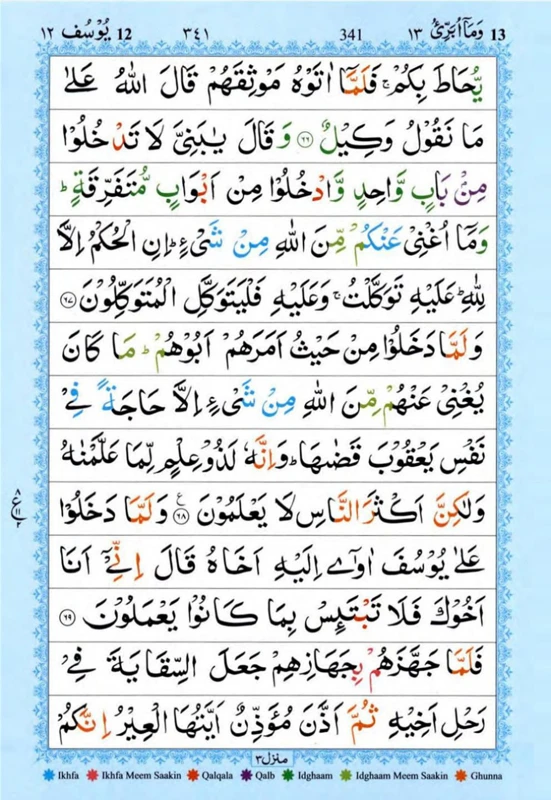 يُوْسُف ١٢ 12 ٣٤١ 341 وَمَاۤ اُبَرِّئُ ١٣ 13
يُّحَاطَ بِكُمْ ۚ فَلَمَّاۤ اٰتَوْهُ مَوْثِقَهُمْ قَالَ اللّٰهُ عَلٰى
مَا نَقُوْلُ وَكِيْلٌ ﴿٦٦﴾ وَقَالَ يٰبَنِىَّ لَا تَدْخُلُوْا
مِنْۢ بَابٍ وَّاحِدٍ وَّادْخُلُوْا مِنْ اَبْوَابٍ مُّتَفَرِّقَةٍ ؕ
وَمَاۤ اُغْنِىْ عَنْكُمْ مِّنَ اللّٰهِ مِنْ شَىْءٍ ؕ اِنِ الْحُكْمُ اِلَّا
لِلّٰهِ ؕ عَلَيْهِ تَوَكَّلْتُ ۚ وَعَلَيْهِ فَلْيَتَوَكَّلِ الْمُتَوَكِّلُوْنَ ﴿٦٧﴾
وَلَمَّا دَخَلُوْا مِنْ حَيْثُ اَمَرَهُمْ اَبُوْهُمْ ؕ مَا كَانَ
يُغْنِىْ عَنْهُمْ مِّنَ اللّٰهِ مِنْ شَىْءٍ اِلَّا حَاجَةً فِىْ
نَفْسِ يَعْقُوْبَ قَضٰىهَا ؕ وَاِنَّهٗ لَذُوْ عِلْمٍ لِّمَا عَلَّمْنٰهُ
وَلٰكِنَّ اَكْثَرَ النَّاسِ لَا يَعْلَمُوْنَ ﴿٦٨﴾ وَلَمَّا دَخَلُوْا
عَلٰى يُوْسُفَ اٰوٰٓى اِلَيْهِ اَخَاهُ قَالَ اِنِّىْۤ اَنَا
اَخُوْكَ فَلَا تَبْتَئِسْ بِمَا كَانُوْا يَعْمَلُوْنَ ﴿٦٩﴾
فَلَمَّا جَهَّزَهُمْ بِجَهَازِهِمْ جَعَلَ السِّقَايَةَ فِىْ
رَحْلِ اَخِيْهِ ثُمَّ اَذَّنَ مُؤَذِّنٌ اَيَّتُهَا الْعِيْرُ اِنَّكُمْ
منزل ٣
Ikhfa Ikhfa Meem Saakin Qalqala Qalb Idghaam Idghaam Meem Saakin Ghunna